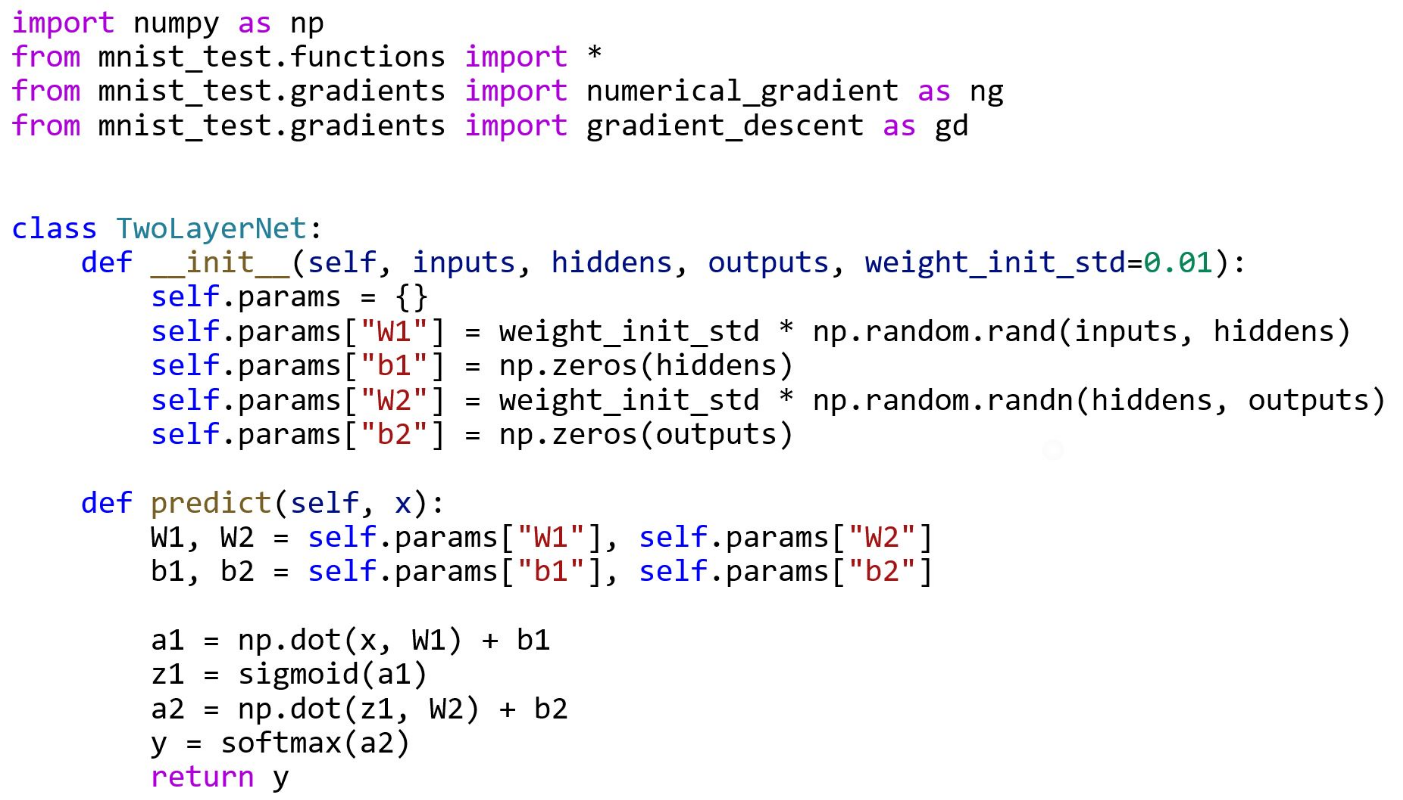 import numpy as np
from mnist_test.functions import *
from mnist_test.gradients import numerical_gradient as ng
from mnist_test.gradients import gradient_descent as gd


class TwoLayerNet:
    def __init__(self, inputs, hiddens, outputs, weight_init_std=0.01):
        self.params = {}
        self.params["W1"] = weight_init_std * np.random.rand(inputs, hiddens)
        self.params["b1"] = np.zeros(hiddens)
        self.params["W2"] = weight_init_std * np.random.randn(hiddens, outputs)
        self.params["b2"] = np.zeros(outputs)

    def predict(self, x):
        W1, W2 = self.params["W1"], self.params["W2"]
        b1, b2 = self.params["b1"], self.params["b2"]

        a1 = np.dot(x, W1) + b1
        z1 = sigmoid(a1)
        a2 = np.dot(z1, W2) + b2
        y = softmax(a2)
        return y